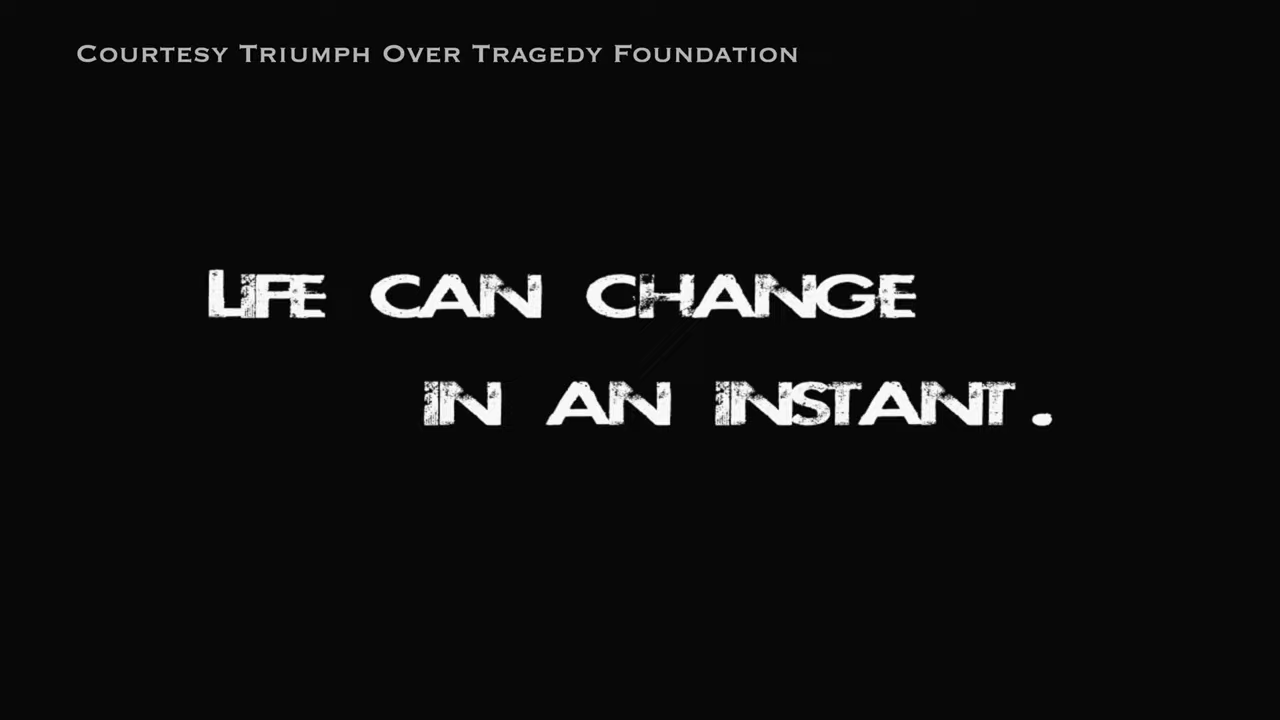 Courtesy Triumph Over Tragedy Foundation
LIFE CAN CHANGE
IN AN INSTANT.